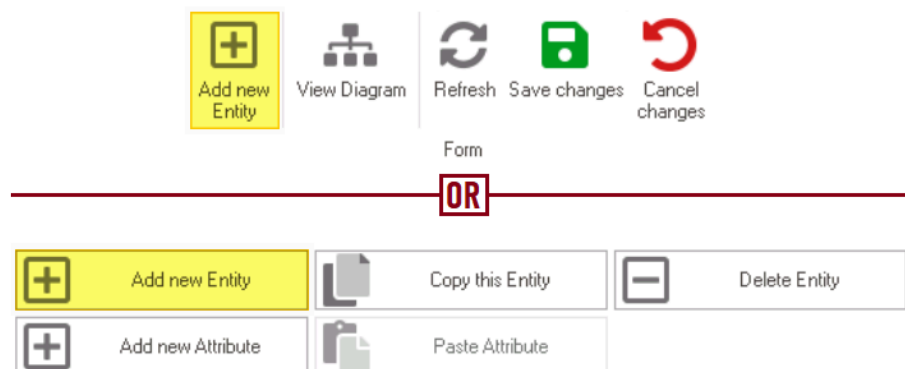 Add new
Entity
View Diagram
Refresh
Save changes
Cancel
changes
Form
OR
Add new Entity
Copy this Entity
Delete Entity
Add new Attribute
Paste Attribute